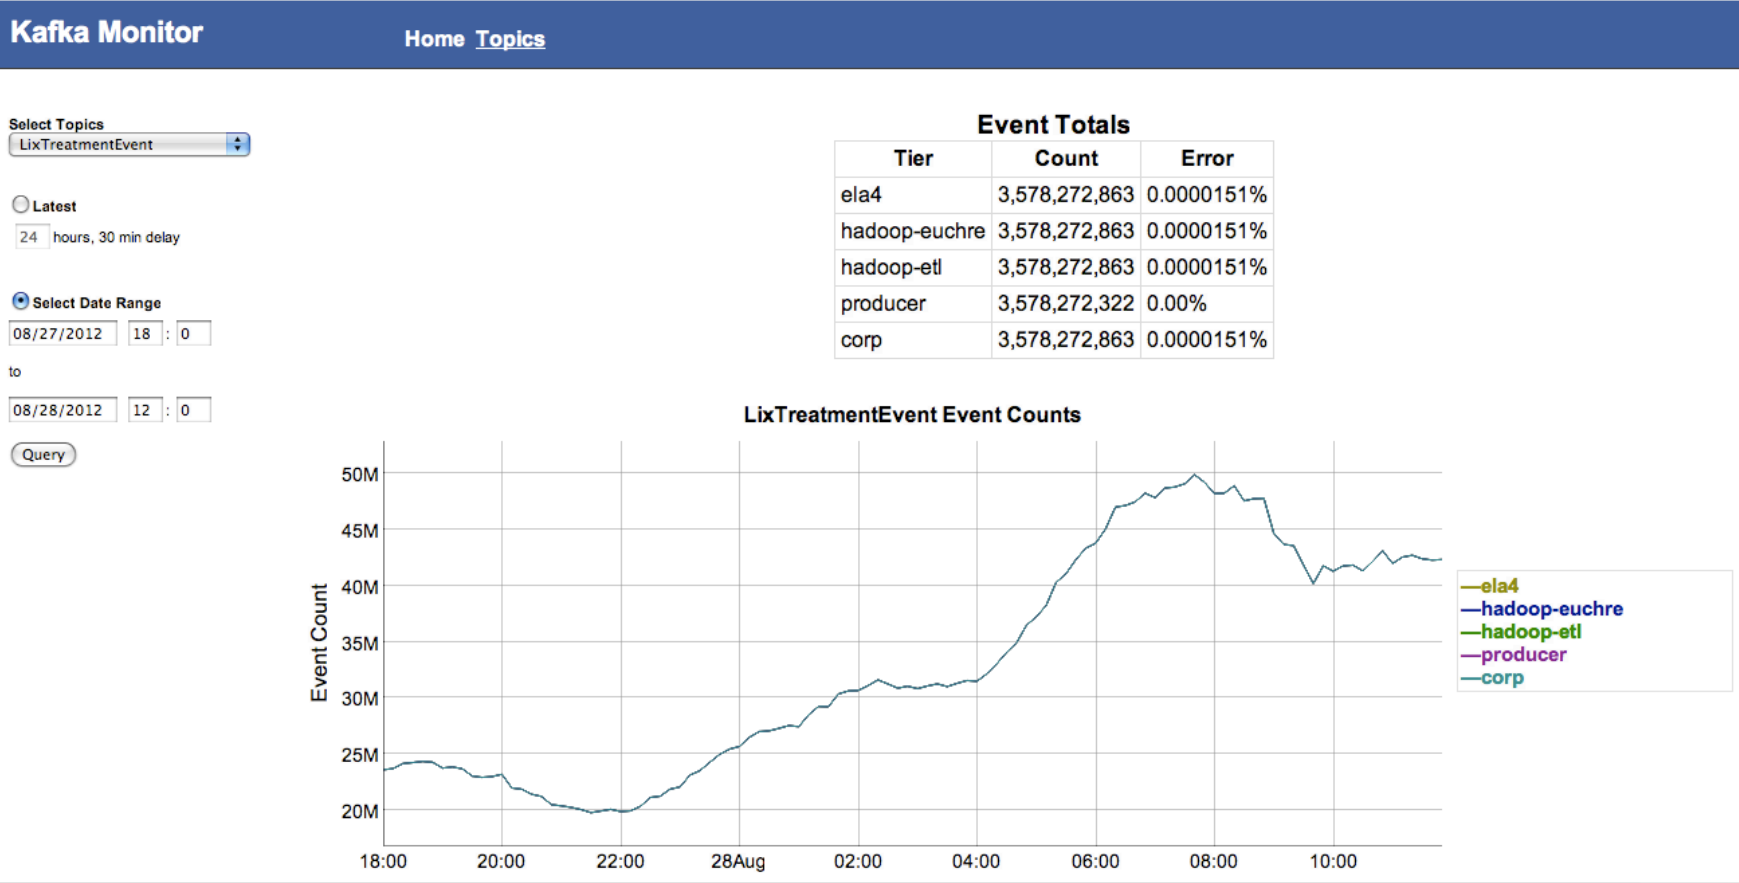 Kafka Monitor
Home Topics
Select Topics
LixTreatmentEvent
Latest
24 hours, 30 min delay
Select Date Range
08/27/2012 18 : 0
to
08/28/2012 12 : 0
Query
Event Totals
Tier Count Error
ela4 3,578,272,863 0.0000151%
hadoop-euchre 3,578,272,863 0.0000151%
hadoop-etl 3,578,272,863 0.0000151%
producer 3,578,272,322 0.00%
corp 3,578,272,863 0.0000151%
LixTreatmentEvent Event Counts
Event Count
50M
45M
40M
35M
30M
25M
20M
18:00 20:00 22:00 28Aug 02:00 04:00 06:00 08:00 10:00
ela4
hadoop-euchre
hadoop-etl
producer
corp